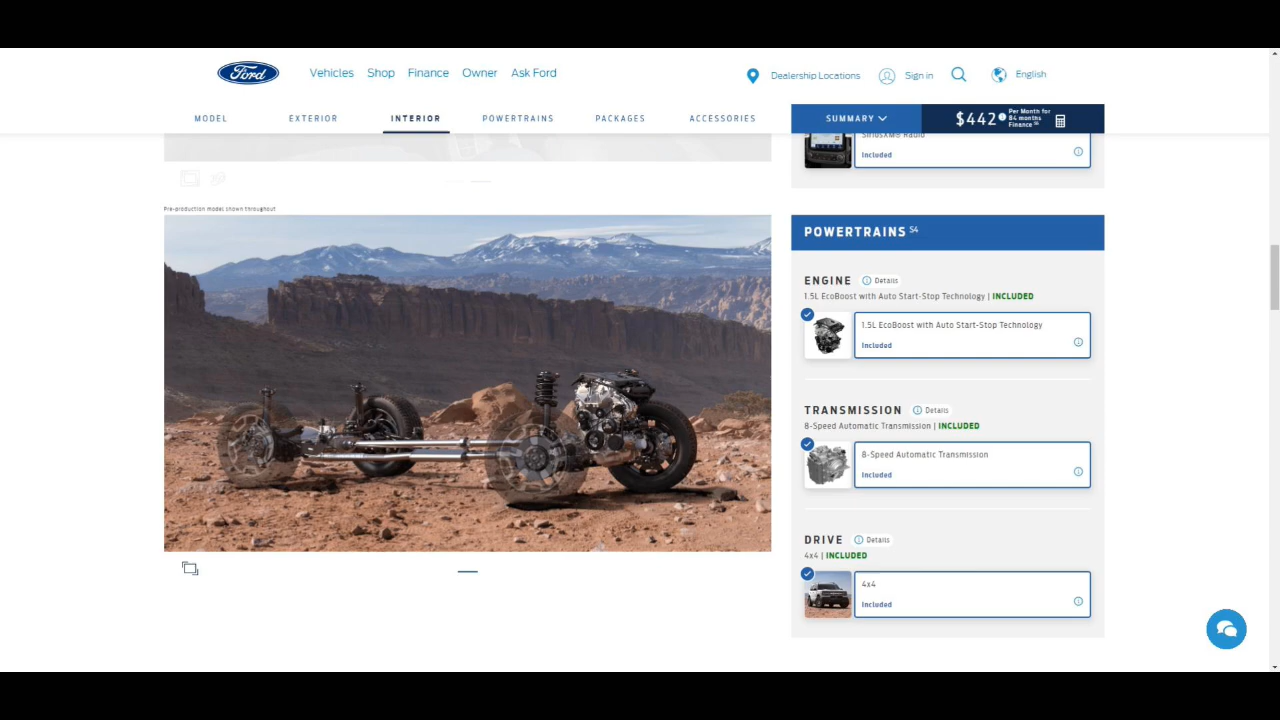 Ford
Vehicles Shop Finance Owner Ask Ford
Dealership Locations Sign in English
MODEL EXTERIOR INTERIOR POWERTRAINS PACKAGES ACCESSORIES
SUMMARY
$442 Per Month for
84 months
Finance
SiriusXM® Radio
Included
Pre-production model shown throughout
POWERTRAINS 54
ENGINE Details
1.5L EcoBoost with Auto Start-Stop Technology | INCLUDED
1.5L EcoBoost with Auto Start-Stop Technology
Included
TRANSMISSION Details
8-Speed Automatic Transmission | INCLUDED
8-Speed Automatic Transmission
Included
DRIVE Details
4x4 | INCLUDED
4x4
Included